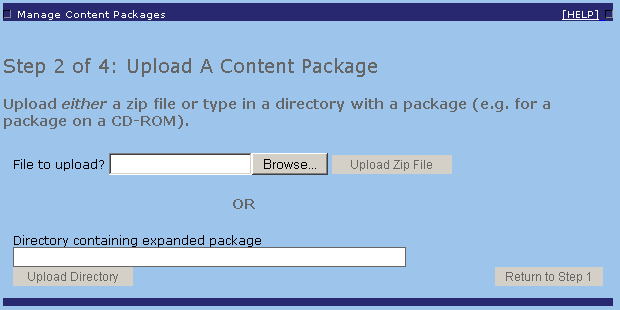 Manage Content Packages [HELP]
Step 2 of 4: Upload A Content Package
Upload either a zip file or type in a directory with a package (e.g. for a
package on a CD-ROM).
File to upload? Browse... Upload Zip File
OR
Directory containing expanded package
Upload Directory Return to Step 1